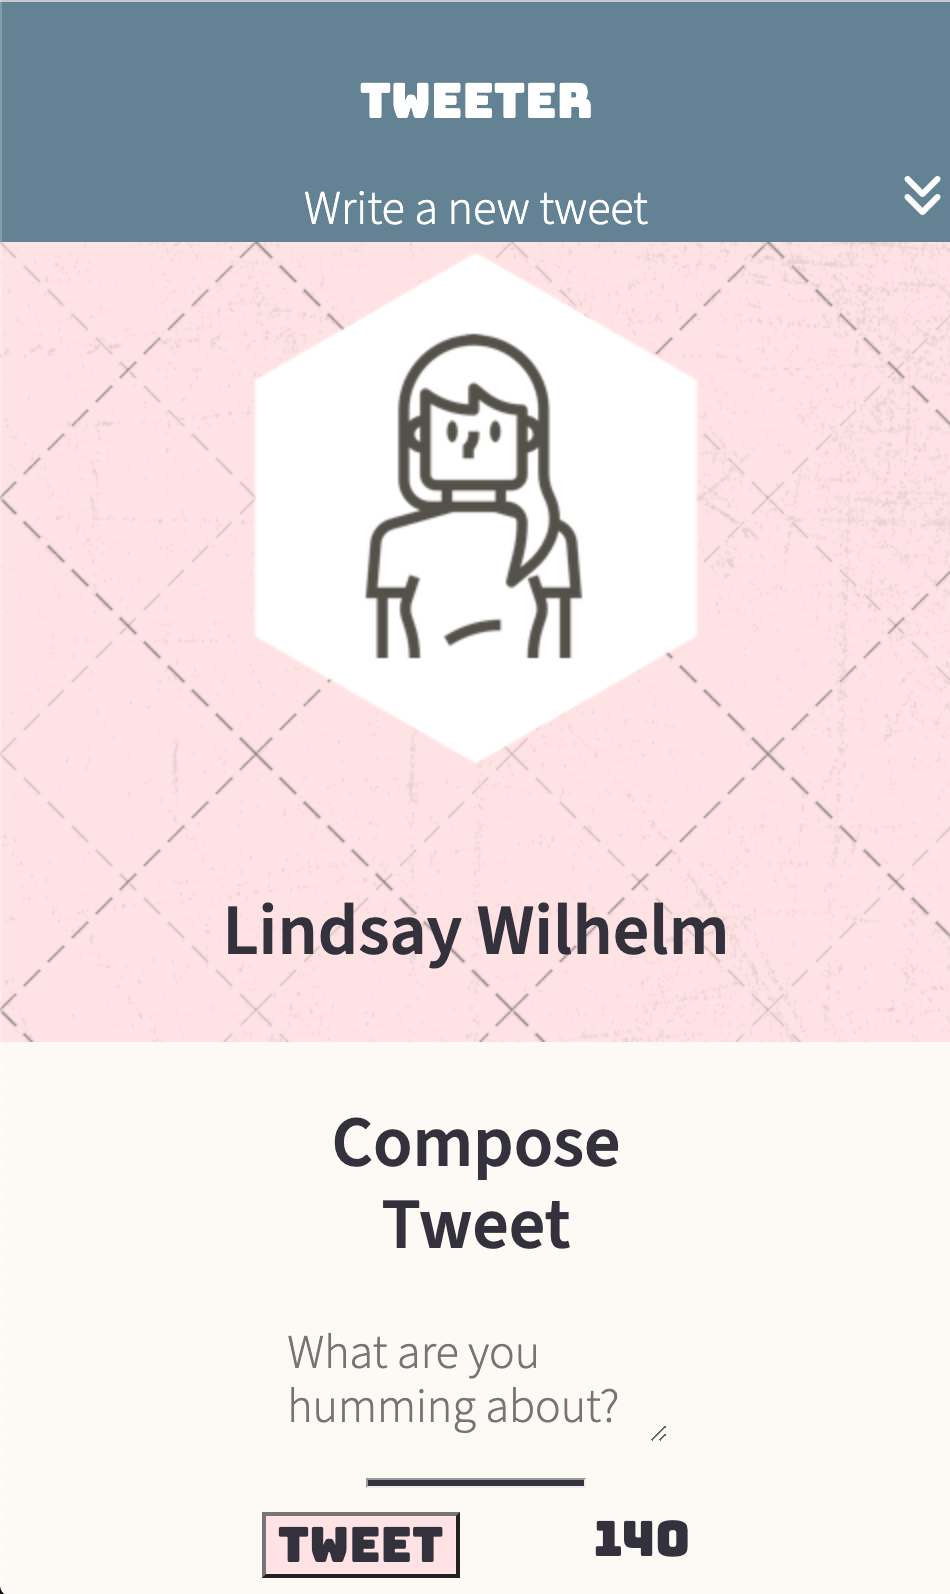 TWEETER
Write a new tweet
Lindsay Wilhelm
Compose
Tweet
What are you
humming about?
TWEET
140